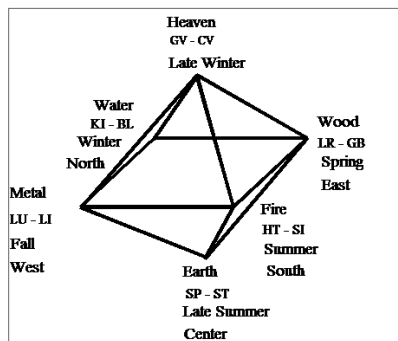 Heaven
GV - CV
Late Winter
Water
KI - BL
Winter
North
Wood
LR - GB
Spring
East
Metal
LU - LI
Fall
West
Fire
HT - SI
Summer
South
Earth
SP - ST
Late Summer
Center